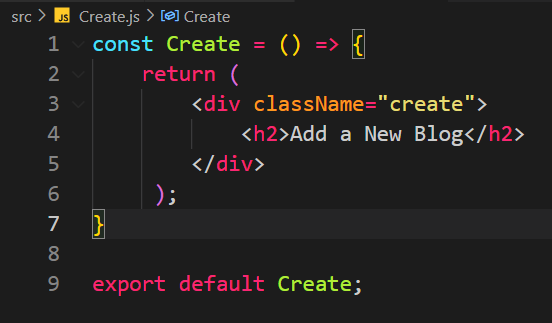 src > JS Create.js > Create
1 const Create = () => {
2     return (
3         <div className="create">
4             <h2>Add a New Blog</h2>
5         </div>
6      );
7 }
8
9 export default Create;